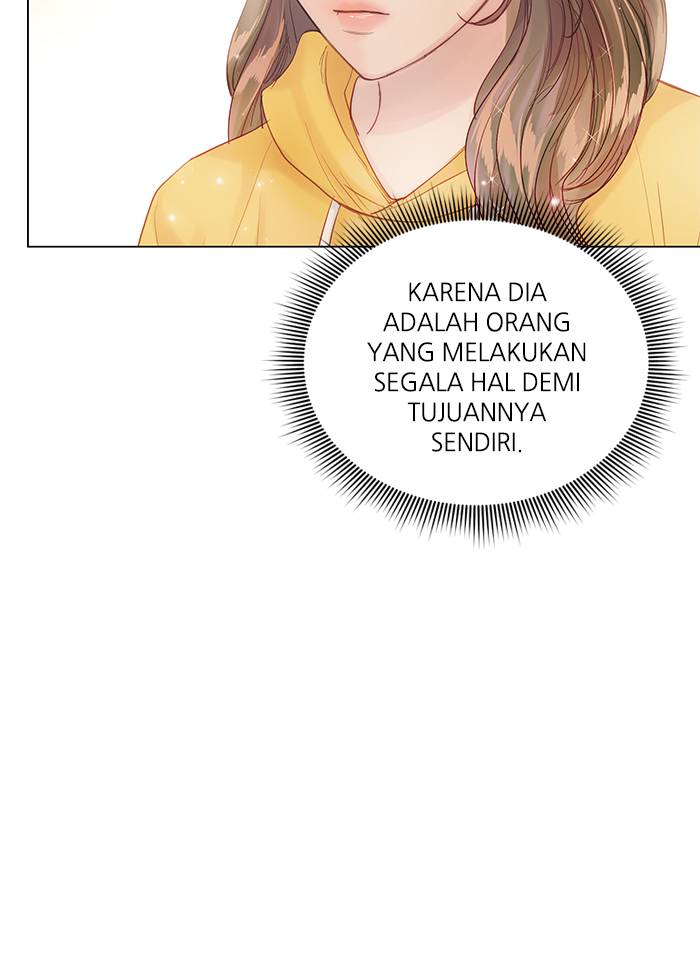 KARENA DIA
ADALAH ORANG
YANG MELAKUKAN
SEGALA HAL DEMI
TUJUANNYA
SENDIRI.